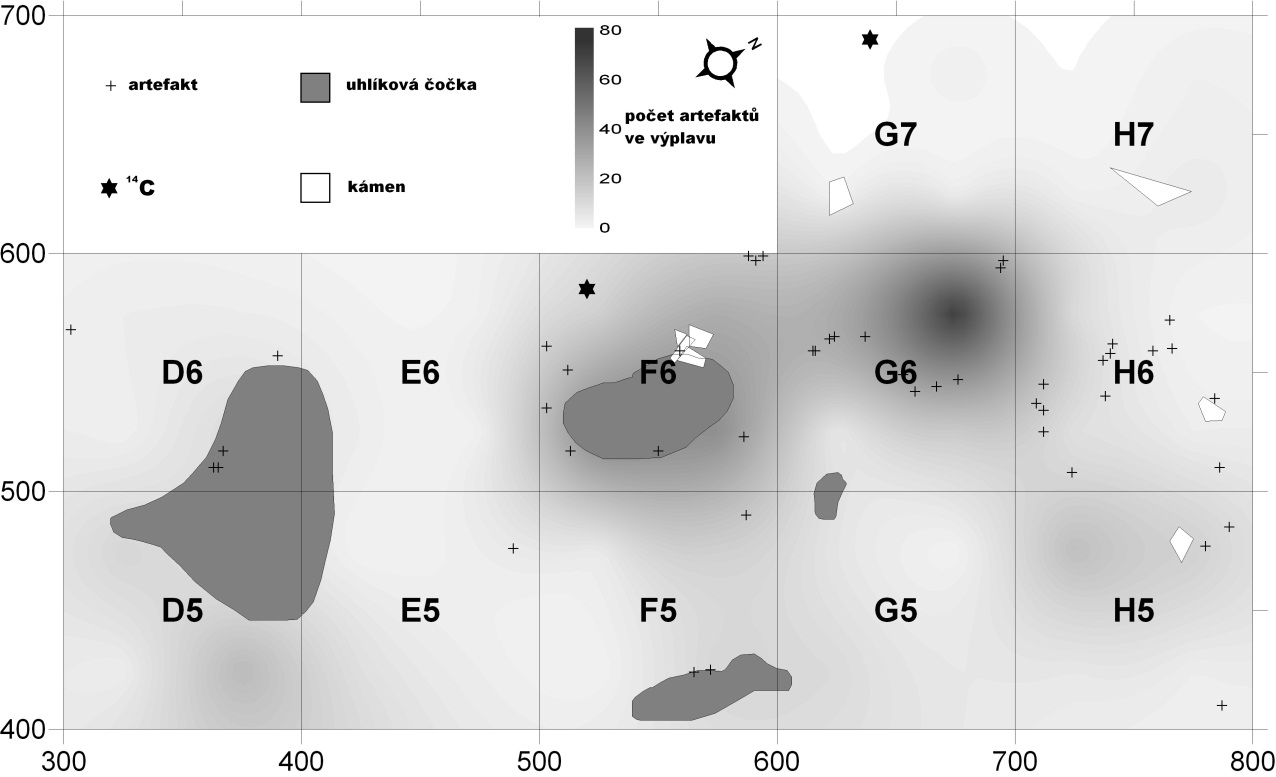 700
80
N
artefakt
uhlíková čočka
60
počet artefaktů
40
ve výplavu
G7
H7
¹⁴C
kámen
20
0
600
D6
E6
F6
G6
H6
500
D5
E5
F5
G5
H5
400
300
400
500
600
700
800